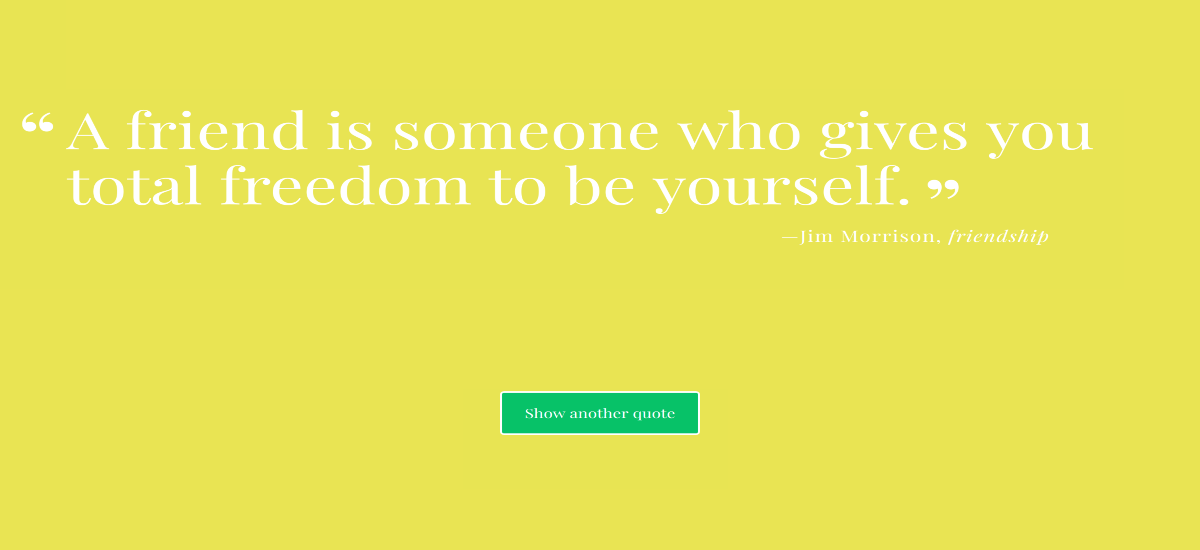 “ A friend is someone who gives you
total freedom to be yourself. ”
—Jim Morrison, friendship
Show another quote